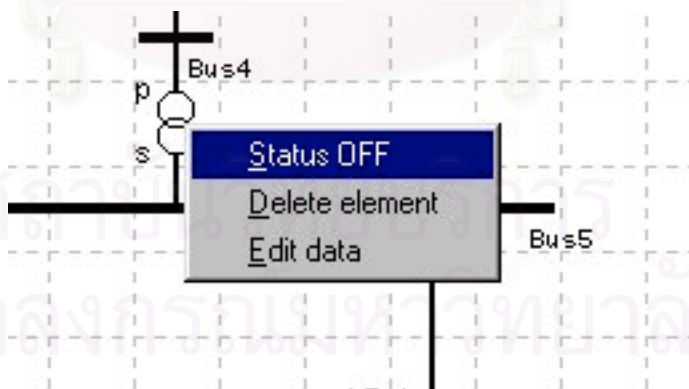 Bus4
p
s
Status OFF
Delete element
Edit data
Bus5